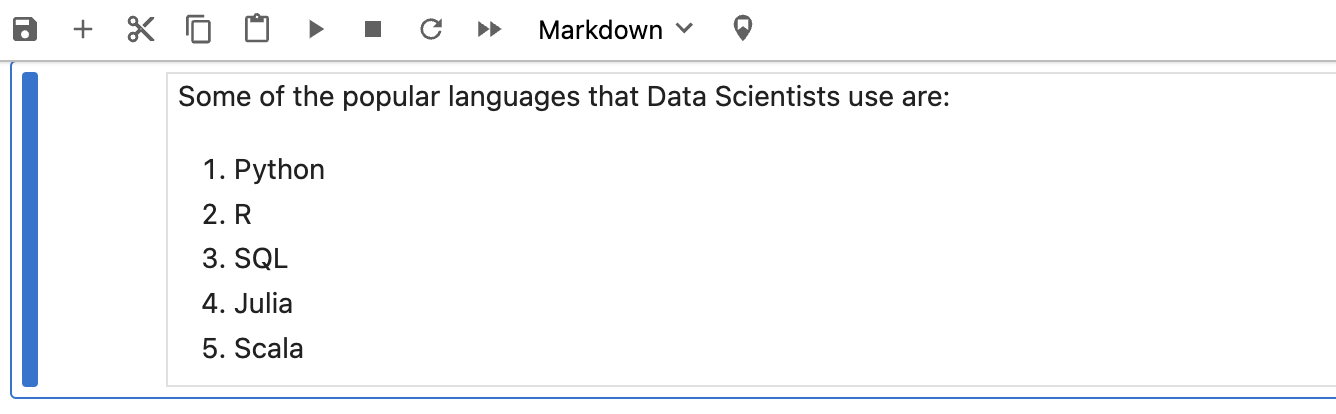 Markdown
Some of the popular languages that Data Scientists use are:
1. Python
2. R
3. SQL
4. Julia
5. Scala